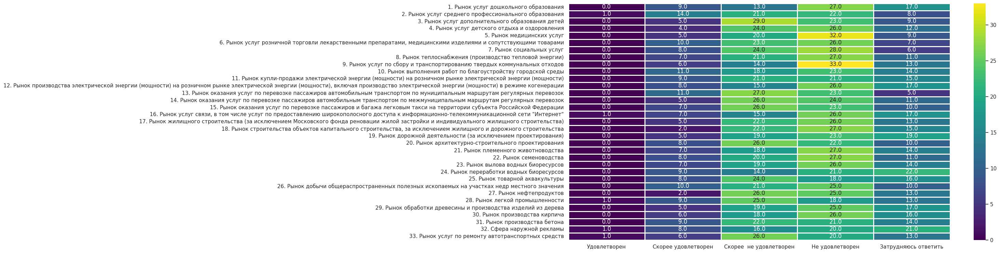 1. Рынок услуг дошкольного образования 0.0 9.0 13.0 27.0 17.0
2. Рынок услуг среднего профессионального образования 1.0 14.0 21.0 22.0 8.0
3. Рынок услуг дополнительного образования детей 0.0 5.0 29.0 23.0 9.0
4. Рынок услуг детского отдыха и оздоровления 0.0 4.0 24.0 26.0 12.0
5. Рынок медицинских услуг 0.0 5.0 20.0 32.0 9.0
6. Рынок услуг розничной торговли лекарственными препаратами, медицинскими изделиями и сопутствующими товарами 0.0 10.0 23.0 26.0 7.0
7. Рынок социальных услуг 0.0 8.0 24.0 28.0 6.0
8. Рынок теплоснабжения (производство тепловой энергии) 0.0 7.0 21.0 27.0 11.0
9. Рынок услуг по сбору и транспортированию твердых коммунальных отходов 0.0 6.0 14.0 33.0 13.0
10. Рынок выполнения работ по благоустройству городской среды 0.0 11.0 18.0 23.0 14.0
11. Рынок купли-продажи электрической энергии (мощности) на розничном рынке электрической энергии (мощности) 0.0 9.0 21.0 21.0 15.0
12. Рынок производства электрической энергии (мощности) на розничном рынке электрической энергии (мощности), включая производство электрической энергии (мощности) в режиме когенерации 0.0 8.0 15.0 26.0 17.0
13. Рынок оказания услуг по перевозке пассажиров автомобильным транспортом по муниципальным маршрутам регулярных перевозок 0.0 11.0 27.0 23.0 5.0
14. Рынок оказания услуг по перевозке пассажиров автомобильным транспортом по межмуниципальным маршрутам регулярных перевозок 0.0 5.0 26.0 24.0 11.0
15. Рынок оказания услуг по перевозке пассажиров и багажа легковым такси на территории субъекта Российской Федерации 0.0 7.0 26.0 23.0 10.0
16. Рынок услуг связи, в том числе услуг по предоставлению широкополосного доступа к информационно-телекоммуникационной сети "Интернет" 1.0 7.0 15.0 26.0 17.0
17. Рынок жилищного строительства (за исключением Московского фонда реновации жилой застройки и индивидуального жилищного строительства) 0.0 5.0 22.0 26.0 13.0
18. Рынок строительства объектов капитального строительства, за исключением жилищного и дорожного строительства 0.0 2.0 22.0 27.0 15.0
19. Рынок дорожной деятельности (за исключением проектирования) 0.0 5.0 19.0 23.0 19.0
20. Рынок архитектурно-строительного проектирования 0.0 8.0 26.0 22.0 10.0
21. Рынок племенного животноводства 0.0 7.0 18.0 27.0 14.0
22. Рынок семеноводства 0.0 8.0 20.0 27.0 11.0
23. Рынок вылова водных биоресурсов 0.0 7.0 19.0 26.0 14.0
24. Рынок переработки водных биоресурсов 0.0 9.0 14.0 21.0 22.0
25. Рынок товарной аквакультуры 0.0 8.0 24.0 18.0 16.0
26. Рынок добычи общераспространенных полезных ископаемых на участках недр местного значения 0.0 10.0 21.0 25.0 10.0
27. Рынок нефтепродуктов 0.0 2.0 26.0 25.0 13.0
28. Рынок легкой промышленности 1.0 9.0 25.0 18.0 13.0
29. Рынок обработки древесины и производства изделий из дерева 0.0 5.0 19.0 25.0 17.0
30. Рынок производства кирпича 0.0 6.0 18.0 26.0 16.0
31. Рынок производства бетона 0.0 9.0 22.0 21.0 14.0
32. Сфера наружной рекламы 1.0 8.0 16.0 20.0 21.0
33. Рынок услуг по ремонту автотранспортных средств 1.0 6.0 26.0 20.0 13.0
Удовлетворен Скорее удовлетворен Скорее  не удовлетворен Не удовлетворен Затрудняюсь ответить
30
25
20
15
10
5
0